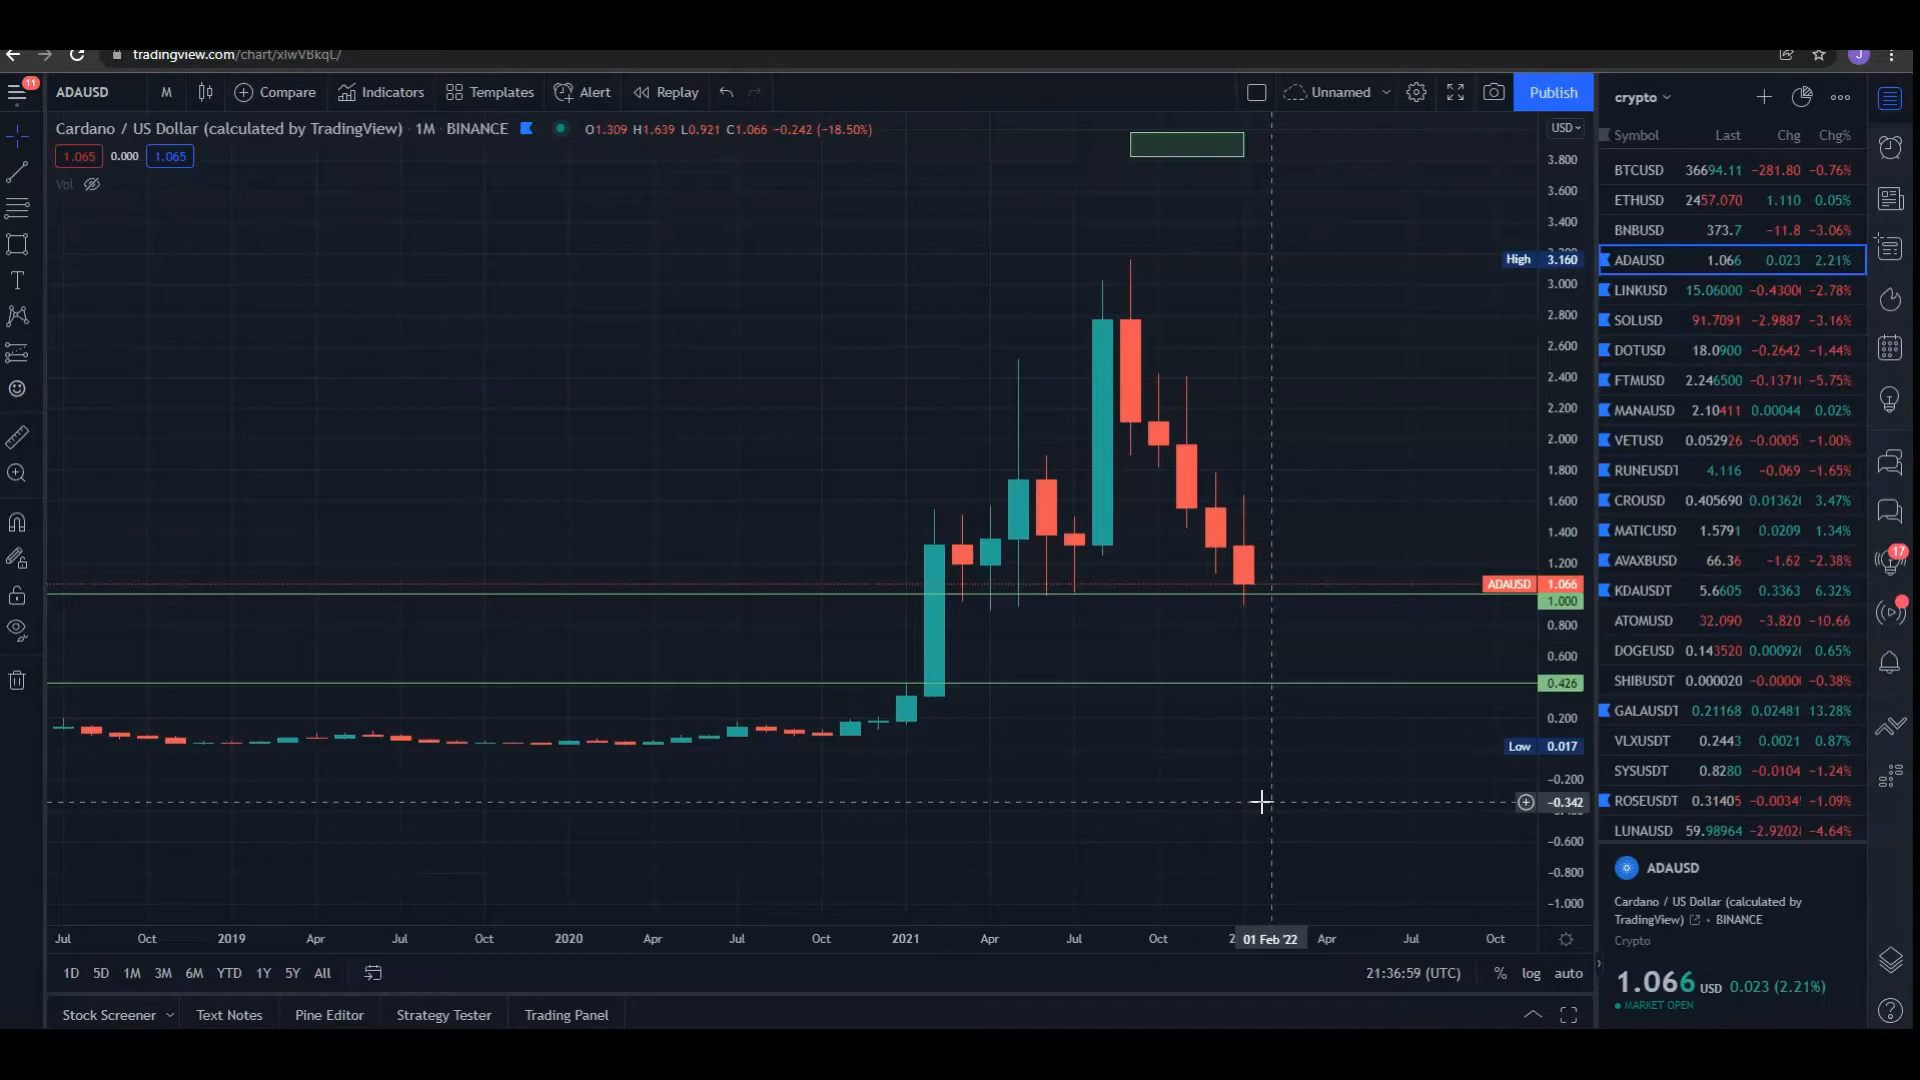 tradingview.com/chart/xIwVBkqL/
11
ADAUSD M Compare Indicators Templates Alert Replay Unnamed Publish
Cardano / US Dollar (calculated by TradingView) · 1M · BINANCE O1.309 H1.639 L0.921 C1.066 −0.242 (−18.50%)
1.065 0.000 1.065
Vol
USD
3.800
3.600
3.400
High 3.160
3.000
2.800
2.600
2.400
2.200
2.000
1.800
1.600
1.400
1.200
ADAUSD 1.066
1.000
0.800
0.600
0.426
0.200
Low 0.017
−0.200
−0.342
−0.600
−0.800
−1.000
Jul Oct 2019 Apr Jul Oct 2020 Apr Jul Oct 2021 Apr Jul Oct 01 Feb '22 Apr Jul Oct
1D 5D 1M 3M 6M YTD 1Y 5Y All 21:36:59 (UTC) % log auto
Stock Screener Text Notes Pine Editor Strategy Tester Trading Panel
crypto
Symbol Last Chg Chg%
BTCUSD 36694.11 −281.80 −0.76%
ETHUSD 2457.070 1.110 0.05%
BNBUSD 373.7 −11.8 −3.06%
ADAUSD 1.066 0.023 2.21%
LINKUSD 15.06000 −0.4300 −2.78%
SOLUSD 91.7091 −2.9887 −3.16%
DOTUSD 18.0900 −0.2642 −1.44%
FTMUSD 2.246500 −0.1371 −5.75%
MANAUSD 2.10411 0.00044 0.02%
VETUSD 0.052926 −0.0005 −1.00%
RUNEUSDT 4.116 −0.069 −1.65%
CROUSD 0.405690 0.01362 3.47%
MATICUSD 1.5791 0.0209 1.34%
AVAXBUSD 66.36 −1.62 −2.38%
KDAUSDT 5.6605 0.3363 6.32%
ATOMUSD 32.090 −3.820 −10.66
DOGEUSD 0.143520 0.00092 0.65%
SHIBUSDT 0.000020 −0.0000 −0.38%
GALAUSDT 0.21168 0.02481 13.28%
VLXUSDT 0.2443 0.0021 0.87%
SYSUSDT 0.8280 −0.0104 −1.24%
ROSEUSDT 0.31405 −0.0034 −1.09%
LUNAUSD 59.98964 −2.9202 −4.64%
ADAUSD
Cardano / US Dollar (calculated by
TradingView) • BINANCE
Crypto
1.066 USD 0.023 (2.21%)
MARKET OPEN
J
17